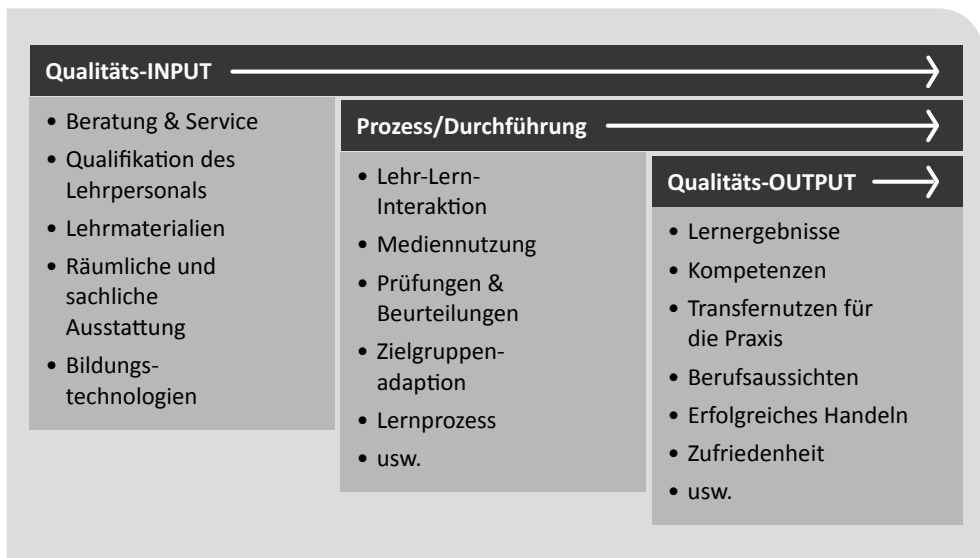 Qualitäts-INPUT
• Beratung & Service
• Qualifikation des
Lehrpersonals
• Lehrmaterialien
• Räumliche und
sachliche
Ausstattung
• Bildungs-
technologien
Prozess/Durchführung
• Lehr-Lern-
Interaktion
• Mediennutzung
• Prüfungen &
Beurteilungen
• Zielgruppen-
adaption
• Lernprozess
• usw.
Qualitäts-OUTPUT
• Lernergebnisse
• Kompetenzen
• Transfernutzen für
die Praxis
• Berufsaussichten
• Erfolgreiches Handeln
• Zufriedenheit
• usw.